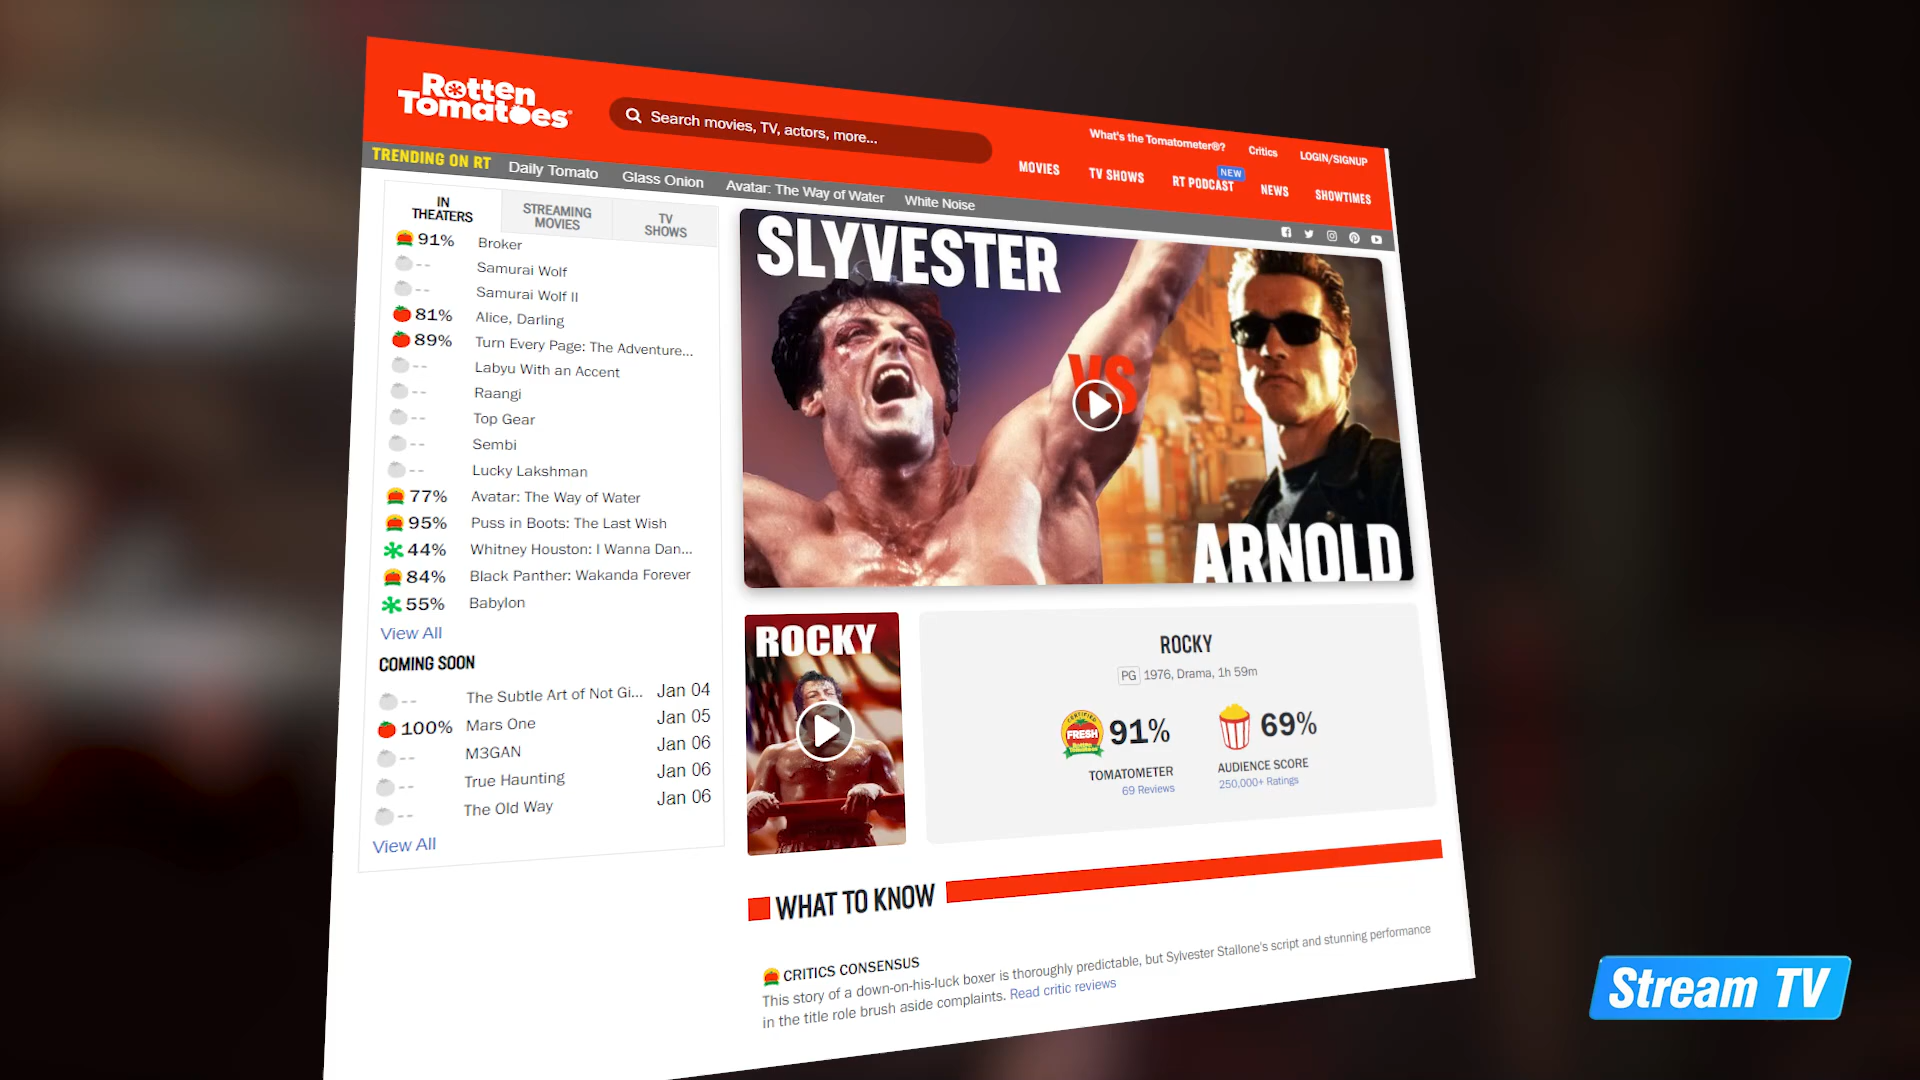 Rotten
Tomatoes
Search movies, TV, actors, more...
What's the Tomatometer®?
Critics
LOGIN/SIGNUP
MOVIES
TV SHOWS
RT PODCAST
NEW
NEWS
SHOWTIMES
TRENDING ON RT
Daily Tomato
Glass Onion
Avatar: The Way of Water
White Noise
IN
THEATERS
STREAMING
MOVIES
TV
SHOWS
91% Broker
-- Samurai Wolf
-- Samurai Wolf II
81% Alice, Darling
89% Turn Every Page: The Adventure...
-- Labyu With an Accent
-- Raangi
-- Top Gear
-- Sembi
-- Lucky Lakshman
77% Avatar: The Way of Water
95% Puss in Boots: The Last Wish
44% Whitney Houston: I Wanna Dan...
84% Black Panther: Wakanda Forever
55% Babylon
View All
COMING SOON
-- The Subtle Art of Not Gi... Jan 04
100% Mars One Jan 05
-- M3GAN Jan 06
-- True Haunting Jan 06
-- The Old Way Jan 06
View All
SLYVESTER
VS
ARNOLD
ROCKY
ROCKY
PG 1976, Drama, 1h 59m
CERTIFIED
FRESH
Rotten
Tomatoes
91%
TOMATOMETER
69 Reviews
69%
AUDIENCE SCORE
250,000+ Ratings
WHAT TO KNOW
CRITICS CONSENSUS
This story of a down-on-his-luck boxer is thoroughly predictable, but Sylvester Stallone's script and stunning performance
in the title role brush aside complaints. Read critic reviews
Stream TV